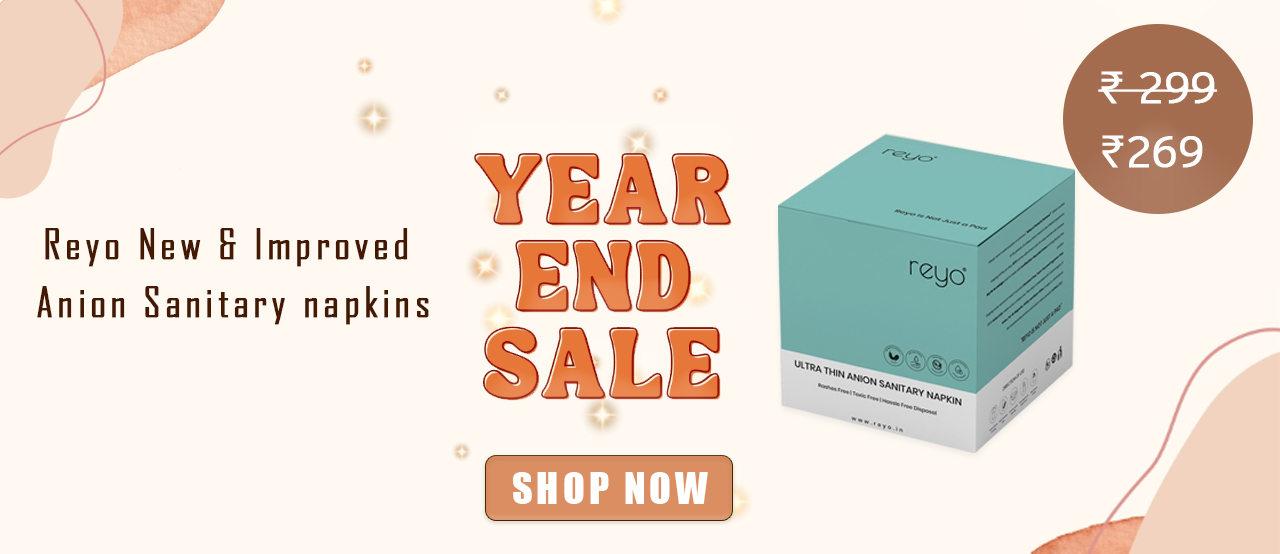 Reyo New & Improved
Anion Sanitary napkins
YEAR
END
SALE
SHOP NOW
₹ 299
₹269
reyo
Reyo Is Not Just a Pad
reyo
ULTRA THIN ANION SANITARY NAPKIN
Rashes Free | Toxic Free | Hassle Free Disposal
www.reyo.in